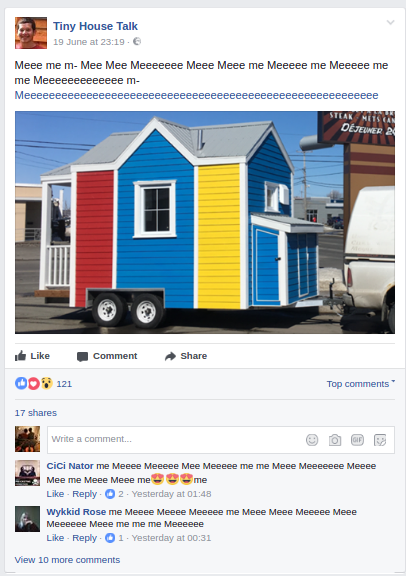 Tiny House Talk
19 June at 23:19 ·
Meee me m- Mee Mee Meeeeeee Meee Meee me Meeeee me Meeeee me
me Meeeeeeeeeeeee m-
STEAK METS CAN
DÉJEUNER
Like Comment Share
121 Top comments
17 shares
Write a comment...
CiCi Nator me Meeee Meeeee Mee Meeeee me me Meee Meeeeeee Meeee
Mee me Meee Meee me😍😍😍me
Like · Reply · 2 · Yesterday at 01:48
Wykkid Rose me Meeee Meeee Meeeee me Meee Meee Meeeee Meee
Meeeeee Meee me me me Meeeeee
Like · Reply · 1 · Yesterday at 00:31
View 10 more comments